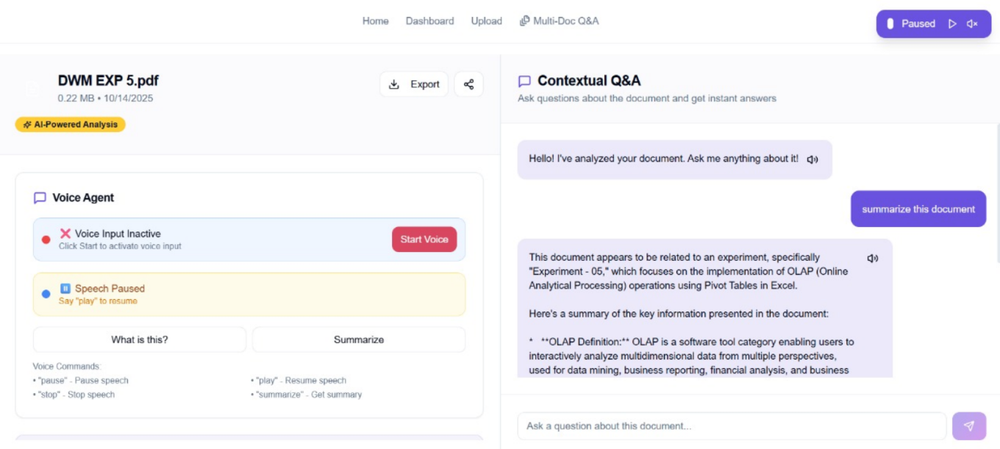 Home Dashboard Upload Multi-Doc Q&A
Paused
DWM EXP 5.pdf
0.22 MB • 10/14/2025
Export
AI-Powered Analysis
Voice Agent
❌ Voice Input Inactive
Click Start to activate voice input
Start Voice
⏸ Speech Paused
Say "play" to resume
What is this?
Summarize
Voice Commands:
• "pause" - Pause speech
• "play" - Resume speech
• "stop" - Stop speech
• "summarize" - Get summary
Contextual Q&A
Ask questions about the document and get instant answers
Hello! I've analyzed your document. Ask me anything about it!
summarize this document
This document appears to be related to an experiment, specifically
"Experiment - 05," which focuses on the implementation of OLAP (Online
Analytical Processing) operations using Pivot Tables in Excel.
Here's a summary of the key information presented in the document:
* **OLAP Definition:** OLAP is a software tool category enabling users to
interactively analyze multidimensional data from multiple perspectives,
used for data mining, business reporting, financial analysis, and business
Ask a question about this document...